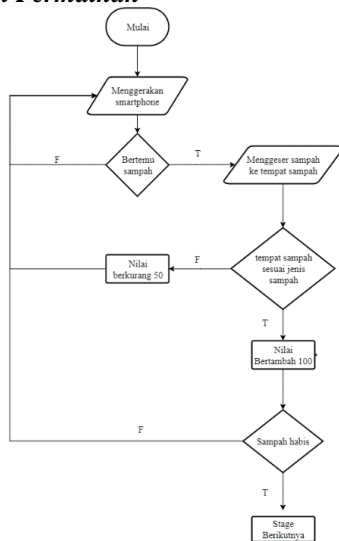 Mulai
Menggerakan
smartphone
Bertemu
sampah
F
T
Menggeser sampah
ke tempat sampah
tempat sampah
sesuai jenis
sampah
F
Nilai
berkurang 50
T
Nilai
Bertambah 100
Sampah habis
F
T
Stage
Berikutnya